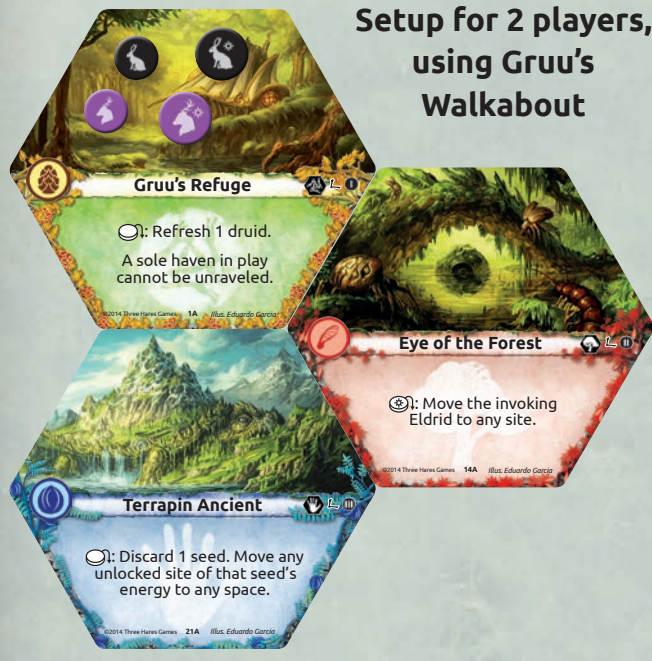 Setup for 2 players,
using Gruu's
Walkabout
Gruu's Refuge
I
: Refresh 1 druid.
A sole haven in play
cannot be unraveled.
©2014 Three Hares Games 1A Illus. Eduardo Garcia
Eye of the Forest
II
: Move the invoking
Eldrid to any site.
©2014 Three Hares Games 14A Illus. Eduardo Garcia
Terrapin Ancient
III
: Discard 1 seed. Move any
unlocked site of that seed's
energy to any space.
©2014 Three Hares Games 21A Illus. Eduardo Garcia